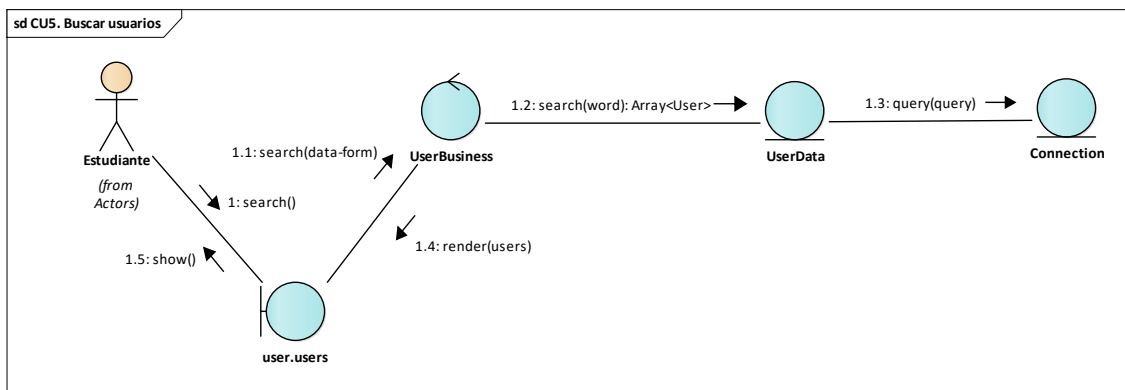 sd CU5. Buscar usuarios
1.2: search(word): Array<User>
1.3: query(query)
Estudiante
(from
Actors)
1.1: search(data-form)
UserBusiness
UserData
Connection
1: search()
1.4: render(users)
1.5: show()
user.users